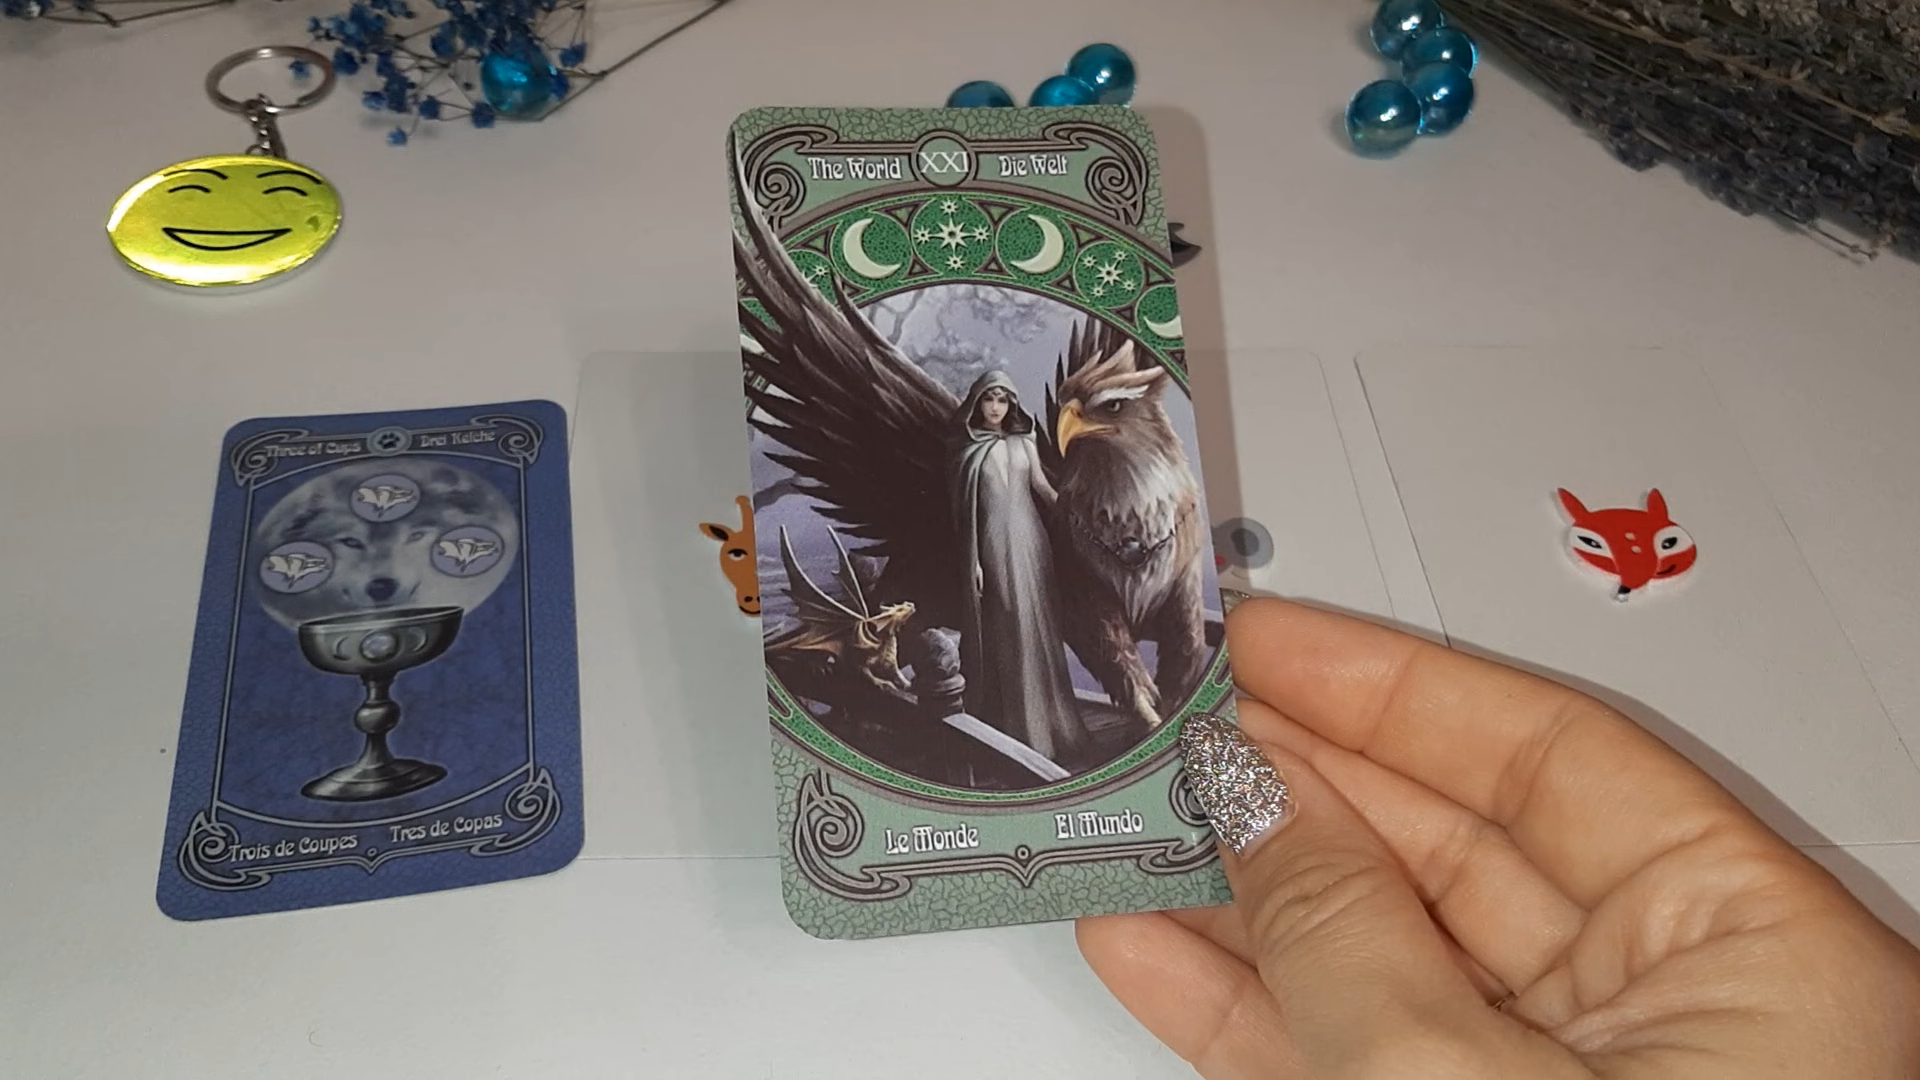 The World XXI Die Welt
Le Monde El Mundo
Three of Cups Drei Kelche
Trois de Coupes Tres de Copas